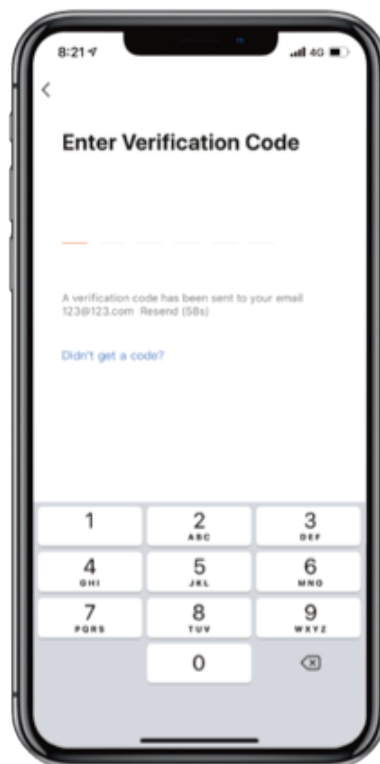 8:21
4G
Enter Verification Code
A verification code has been sent to your email
123@123.com Resend (58s)
Didn't get a code?
1
2
ABC
3
DEF
4
GHI
5
JKL
6
MNO
7
PQRS
8
TUV
9
WXYZ
0